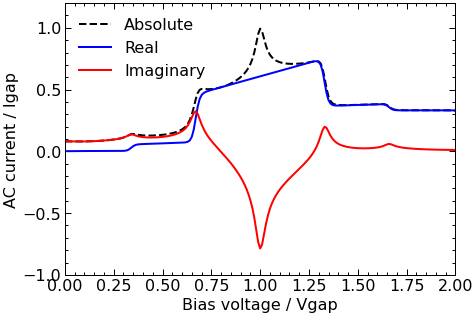 Absolute
Real
Imaginary
AC current / Igap
1.0
0.5
0.0
−0.5
−1.0
0.00 0.25 0.50 0.75 1.00 1.25 1.50 1.75 2.00
Bias voltage / Vgap